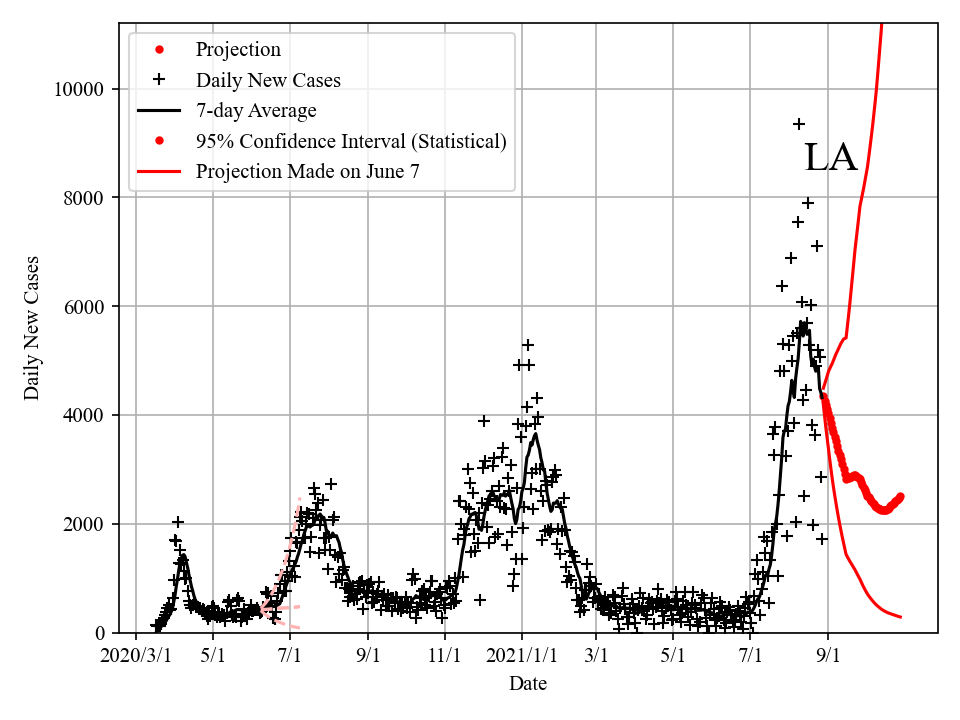 Projection
Daily New Cases
7-day Average
95% Confidence Interval (Statistical)
Projection Made on June 7
LA
10000
8000
6000
4000
2000
0
Daily New Cases
2020/3/1 5/1 7/1 9/1 11/1 2021/1/1 3/1 5/1 7/1 9/1
Date